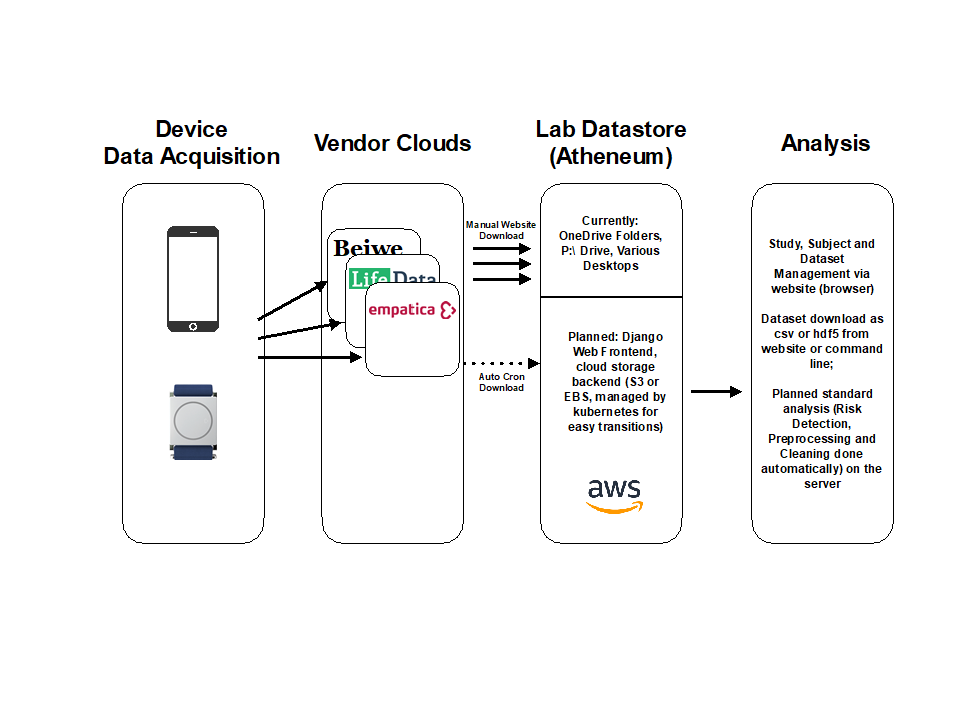 Device
Data Acquisition
Vendor Clouds
Lab Datastore
(Atheneum)
Analysis
Beiwe
LifeData
empatica
Manual Website
Download
Auto Cron
Download
Currently:
OneDrive Folders,
P:\ Drive, Various
Desktops
Planned: Django
Web Frontend,
cloud storage
backend (S3 or
EBS, managed by
kubernetes for
easy transitions)
aws
Study, Subject and
Dataset
Management via
website (browser)
Dataset download as
csv or hdf5 from
website or command
line;
Planned standard
analysis (Risk
Detection,
Preprocessing and
Cleaning done
automatically) on the
server